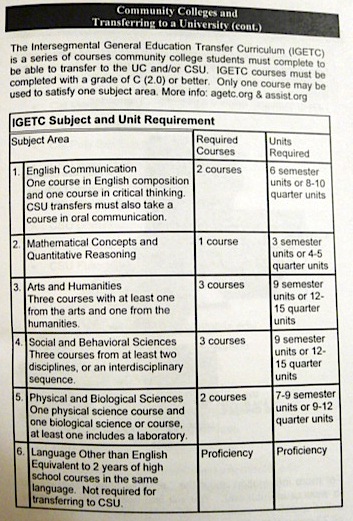 Community Colleges and
Transferring to a University (cont.)
The Intersegmental General Education Transfer Curriculum (IGETC)
is a series of courses community college students must complete to
be able to transfer to the UC and/or CSU. IGETC courses must be
completed with a grade of C (2.0) or better. Only one course may be
used to satisfy one subject area. More info: agetc.org & assist.org
IGETC Subject and Unit Requirement
Subject Area
Required
Courses
Units
Required
1. English Communication
One course in English composition
and one course in critical thinking.
CSU transfers must also take a
course in oral communication.
2 courses
6 semester
units or 8-10
quarter units
2. Mathematical Concepts and
Quantitative Reasoning
1 course
3 semester
units or 4-5
quarter units
3. Arts and Humanities
Three courses with at least one
from the arts and one from the
humanities.
3 courses
9 semester
units or 12-
15 quarter
units
4. Social and Behavioral Sciences
Three courses from at least two
disciplines, or an interdisciplinary
sequence.
3 courses
9 semester
units or 12-
15 quarter
units
5. Physical and Biological Sciences
One physical science course and
one biological science or course,
at least one includes a laboratory.
2 courses
7-9 semester
units or 9-12
quarter units
6. Language Other than English
Equivalent to 2 years of high
school courses in the same
language. Not required for
transferring to CSU.
Proficiency
Proficiency